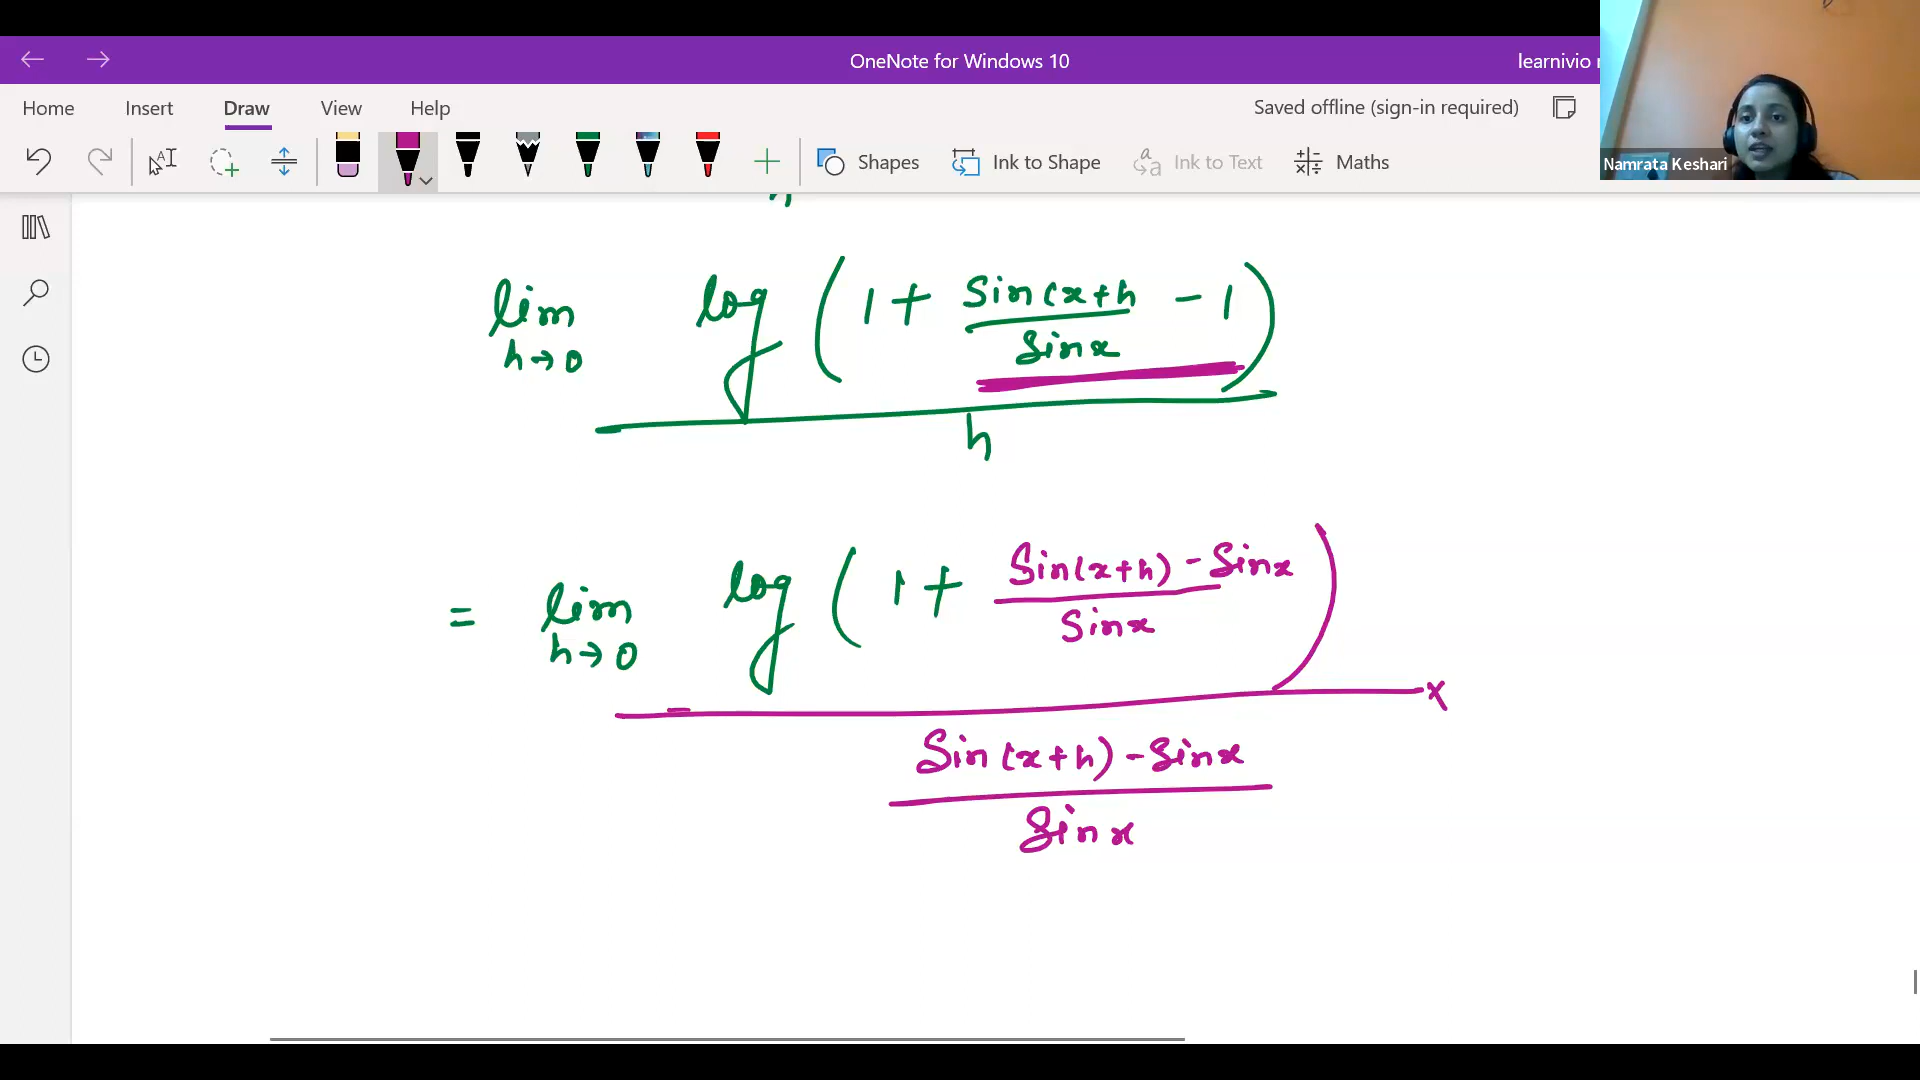 OneNote for Windows 10
learnivio
Home Insert Draw View Help
Saved offline (sign-in required)
Shapes Ink to Shape Ink to Text Maths
Namrata Keshari
lim h→0 log (1 + Sin(x+h / Sinx - 1) / h
= lim h→0 log (1 + Sin(x+h) - Sinx / Sinx) / Sin(x+h) - Sinx / Sinx ×